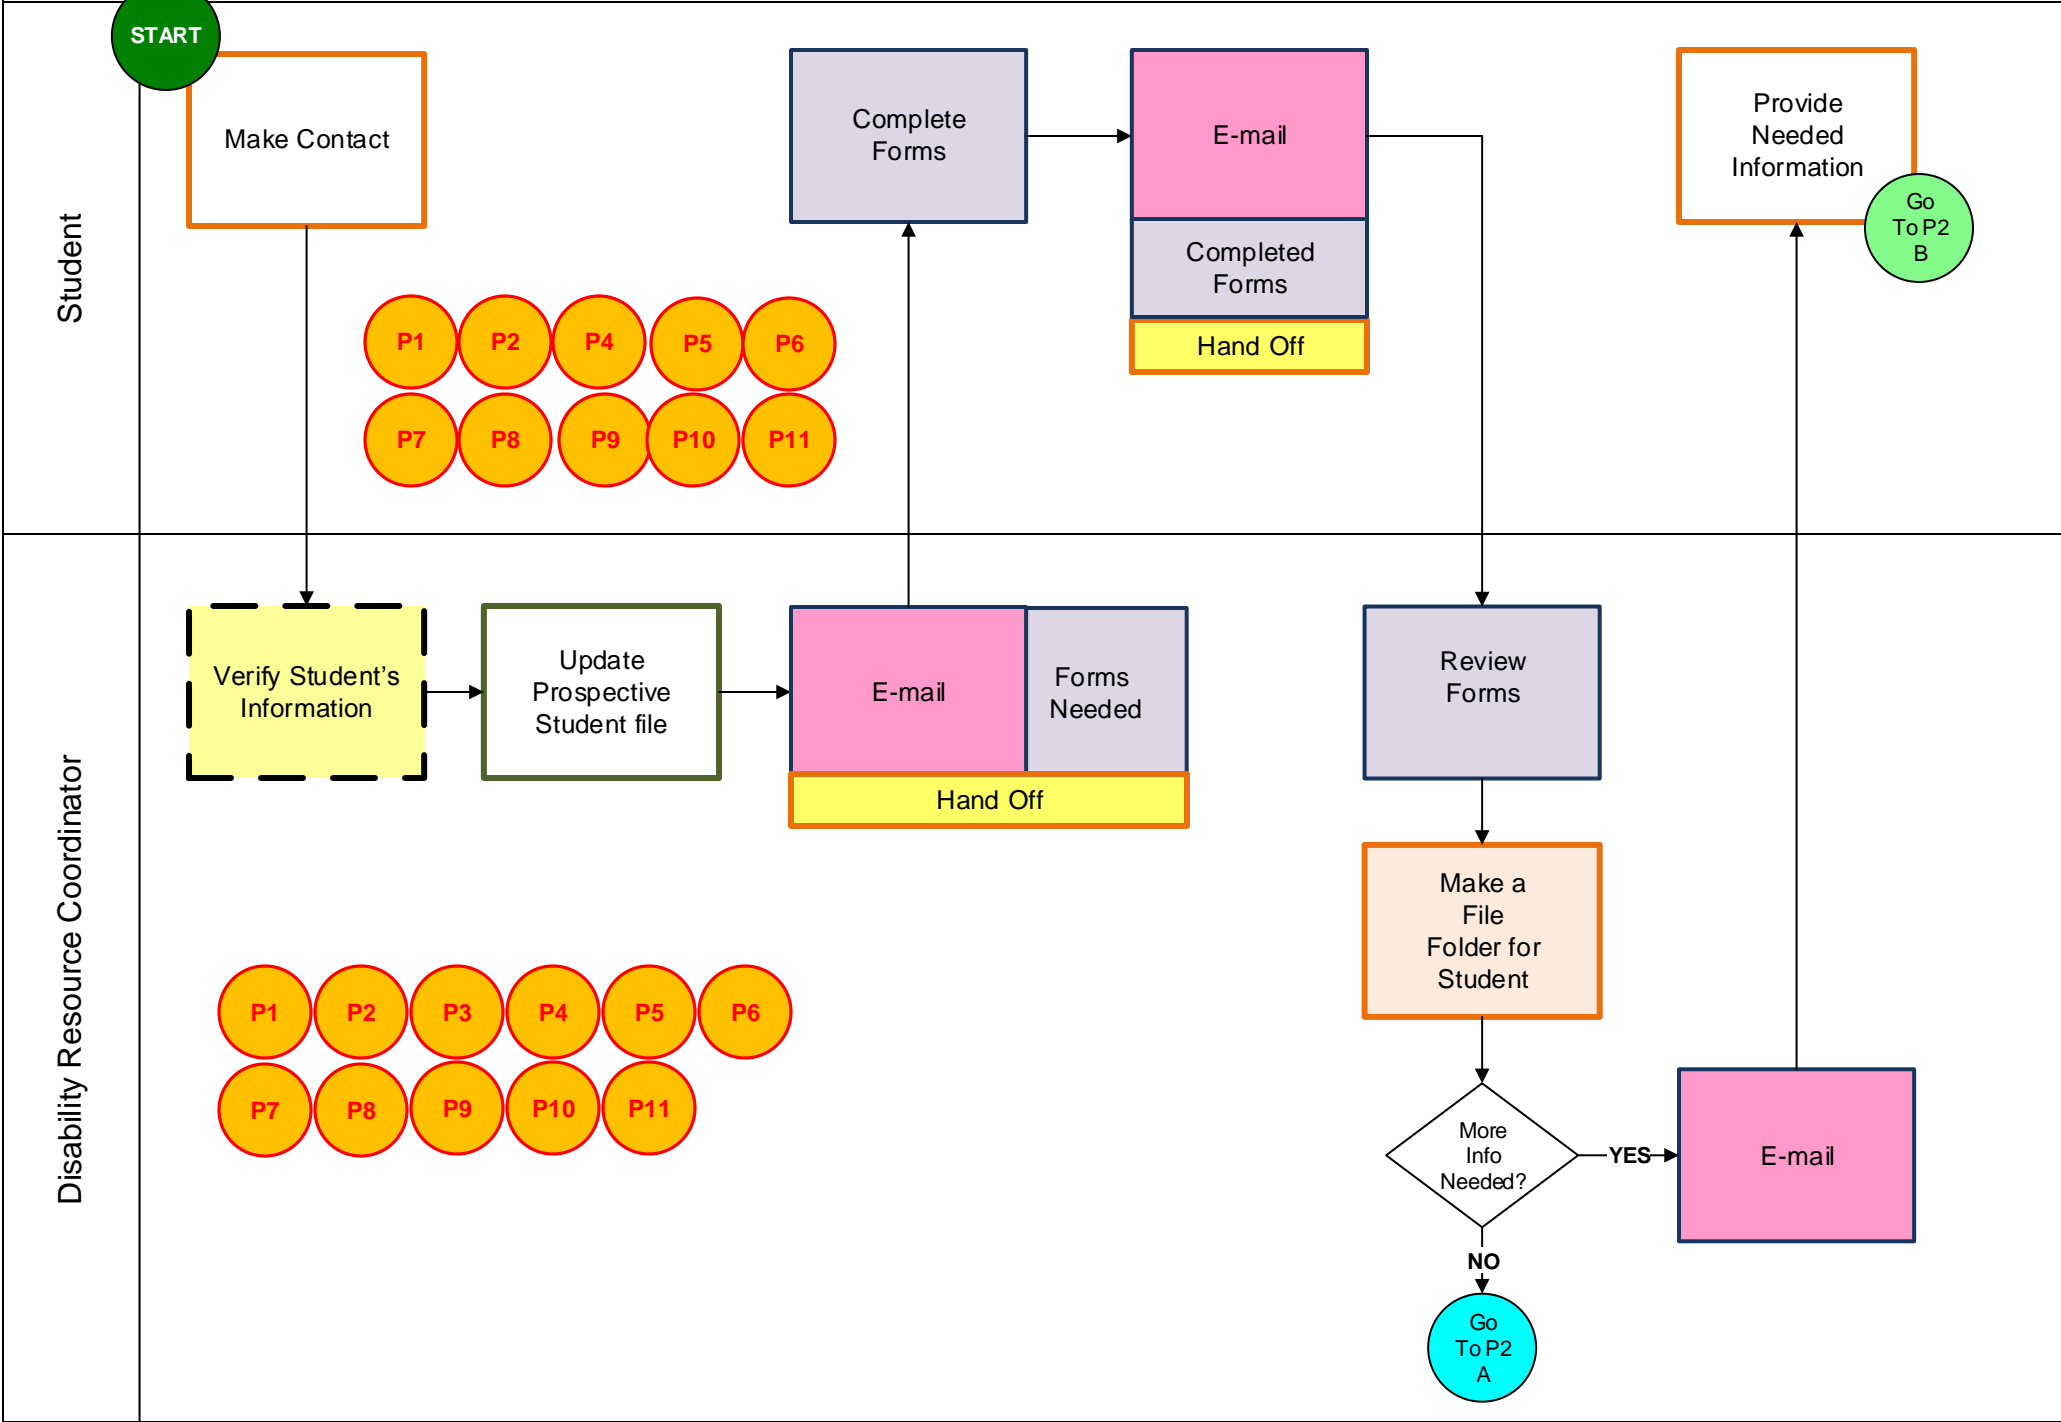 START
Make Contact
Complete
Forms
E-mail
Completed
Forms
Hand Off
Provide
Needed
Information
Go
To P2
B
Student
P1 P2 P4 P5 P6
P7 P8 P9 P10 P11
Disability Resource Coordinator
Verify Student’s
Information
Update
Prospective
Student file
E-mail
Forms
Needed
Hand Off
Review
Forms
Make a
File
Folder for
Student
P1 P2 P3 P4 P5 P6
P7 P8 P9 P10 P11
More
Info
Needed?
YES
E-mail
NO
Go
To P2
A